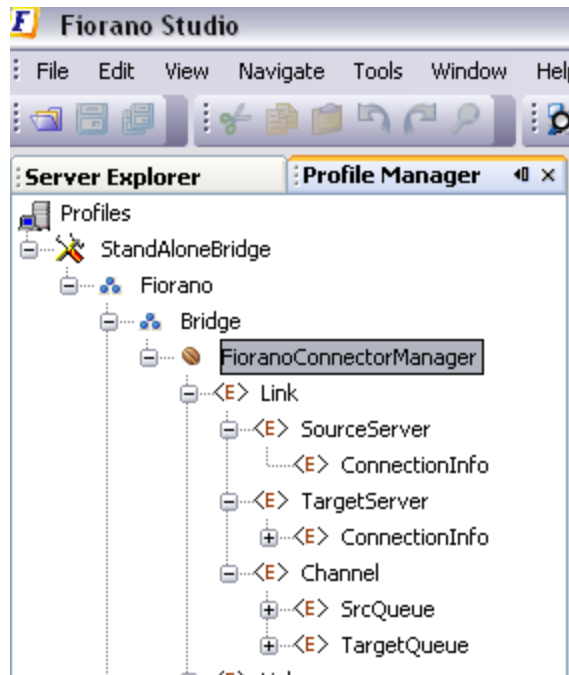 Fiorano Studio
File Edit View Navigate Tools Window
Server Explorer Profile Manager
Profiles
StandAloneBridge
Fiorano
Bridge
FioranoConnectorManager
<E> Link
<E> SourceServer
<E> ConnectionInfo
<E> TargetServer
<E> ConnectionInfo
<E> Channel
<E> SrcQueue
<E> TargetQueue